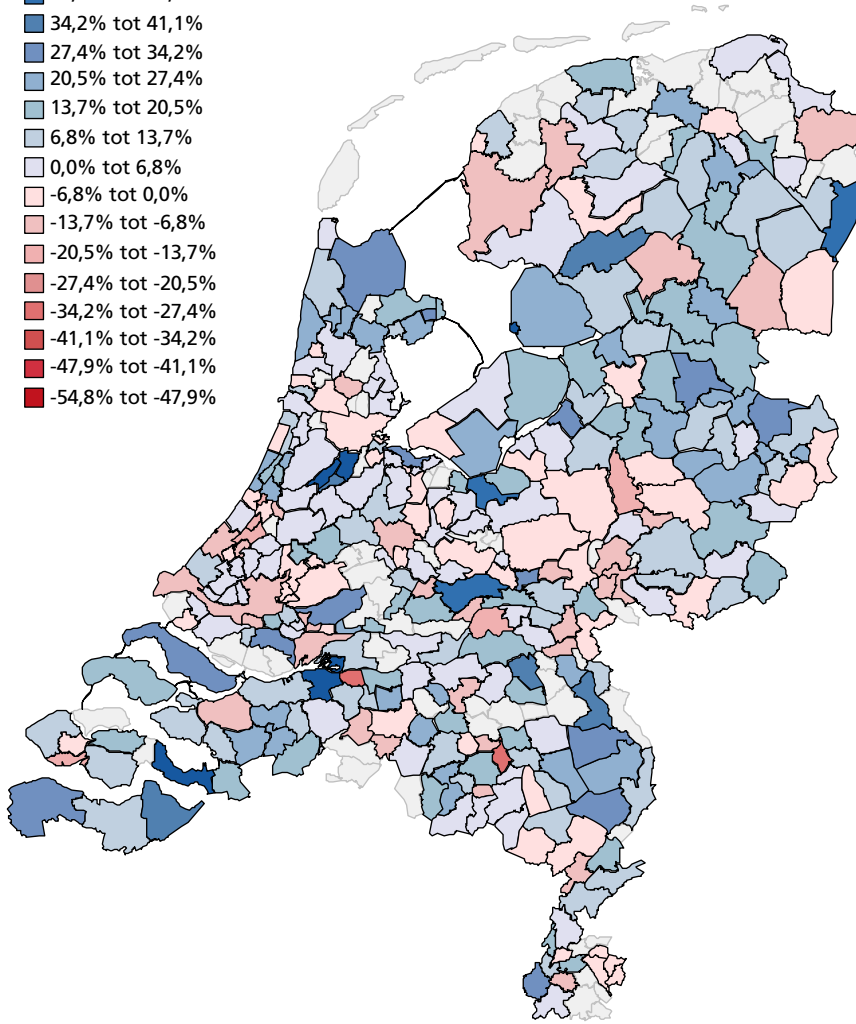 34,2% tot 41,1%
27,4% tot 34,2%
20,5% tot 27,4%
13,7% tot 20,5%
6,8% tot 13,7%
0,0% tot 6,8%
-6,8% tot 0,0%
-13,7% tot -6,8%
-20,5% tot -13,7%
-27,4% tot -20,5%
-34,2% tot -27,4%
-41,1% tot -34,2%
-47,9% tot -41,1%
-54,8% tot -47,9%